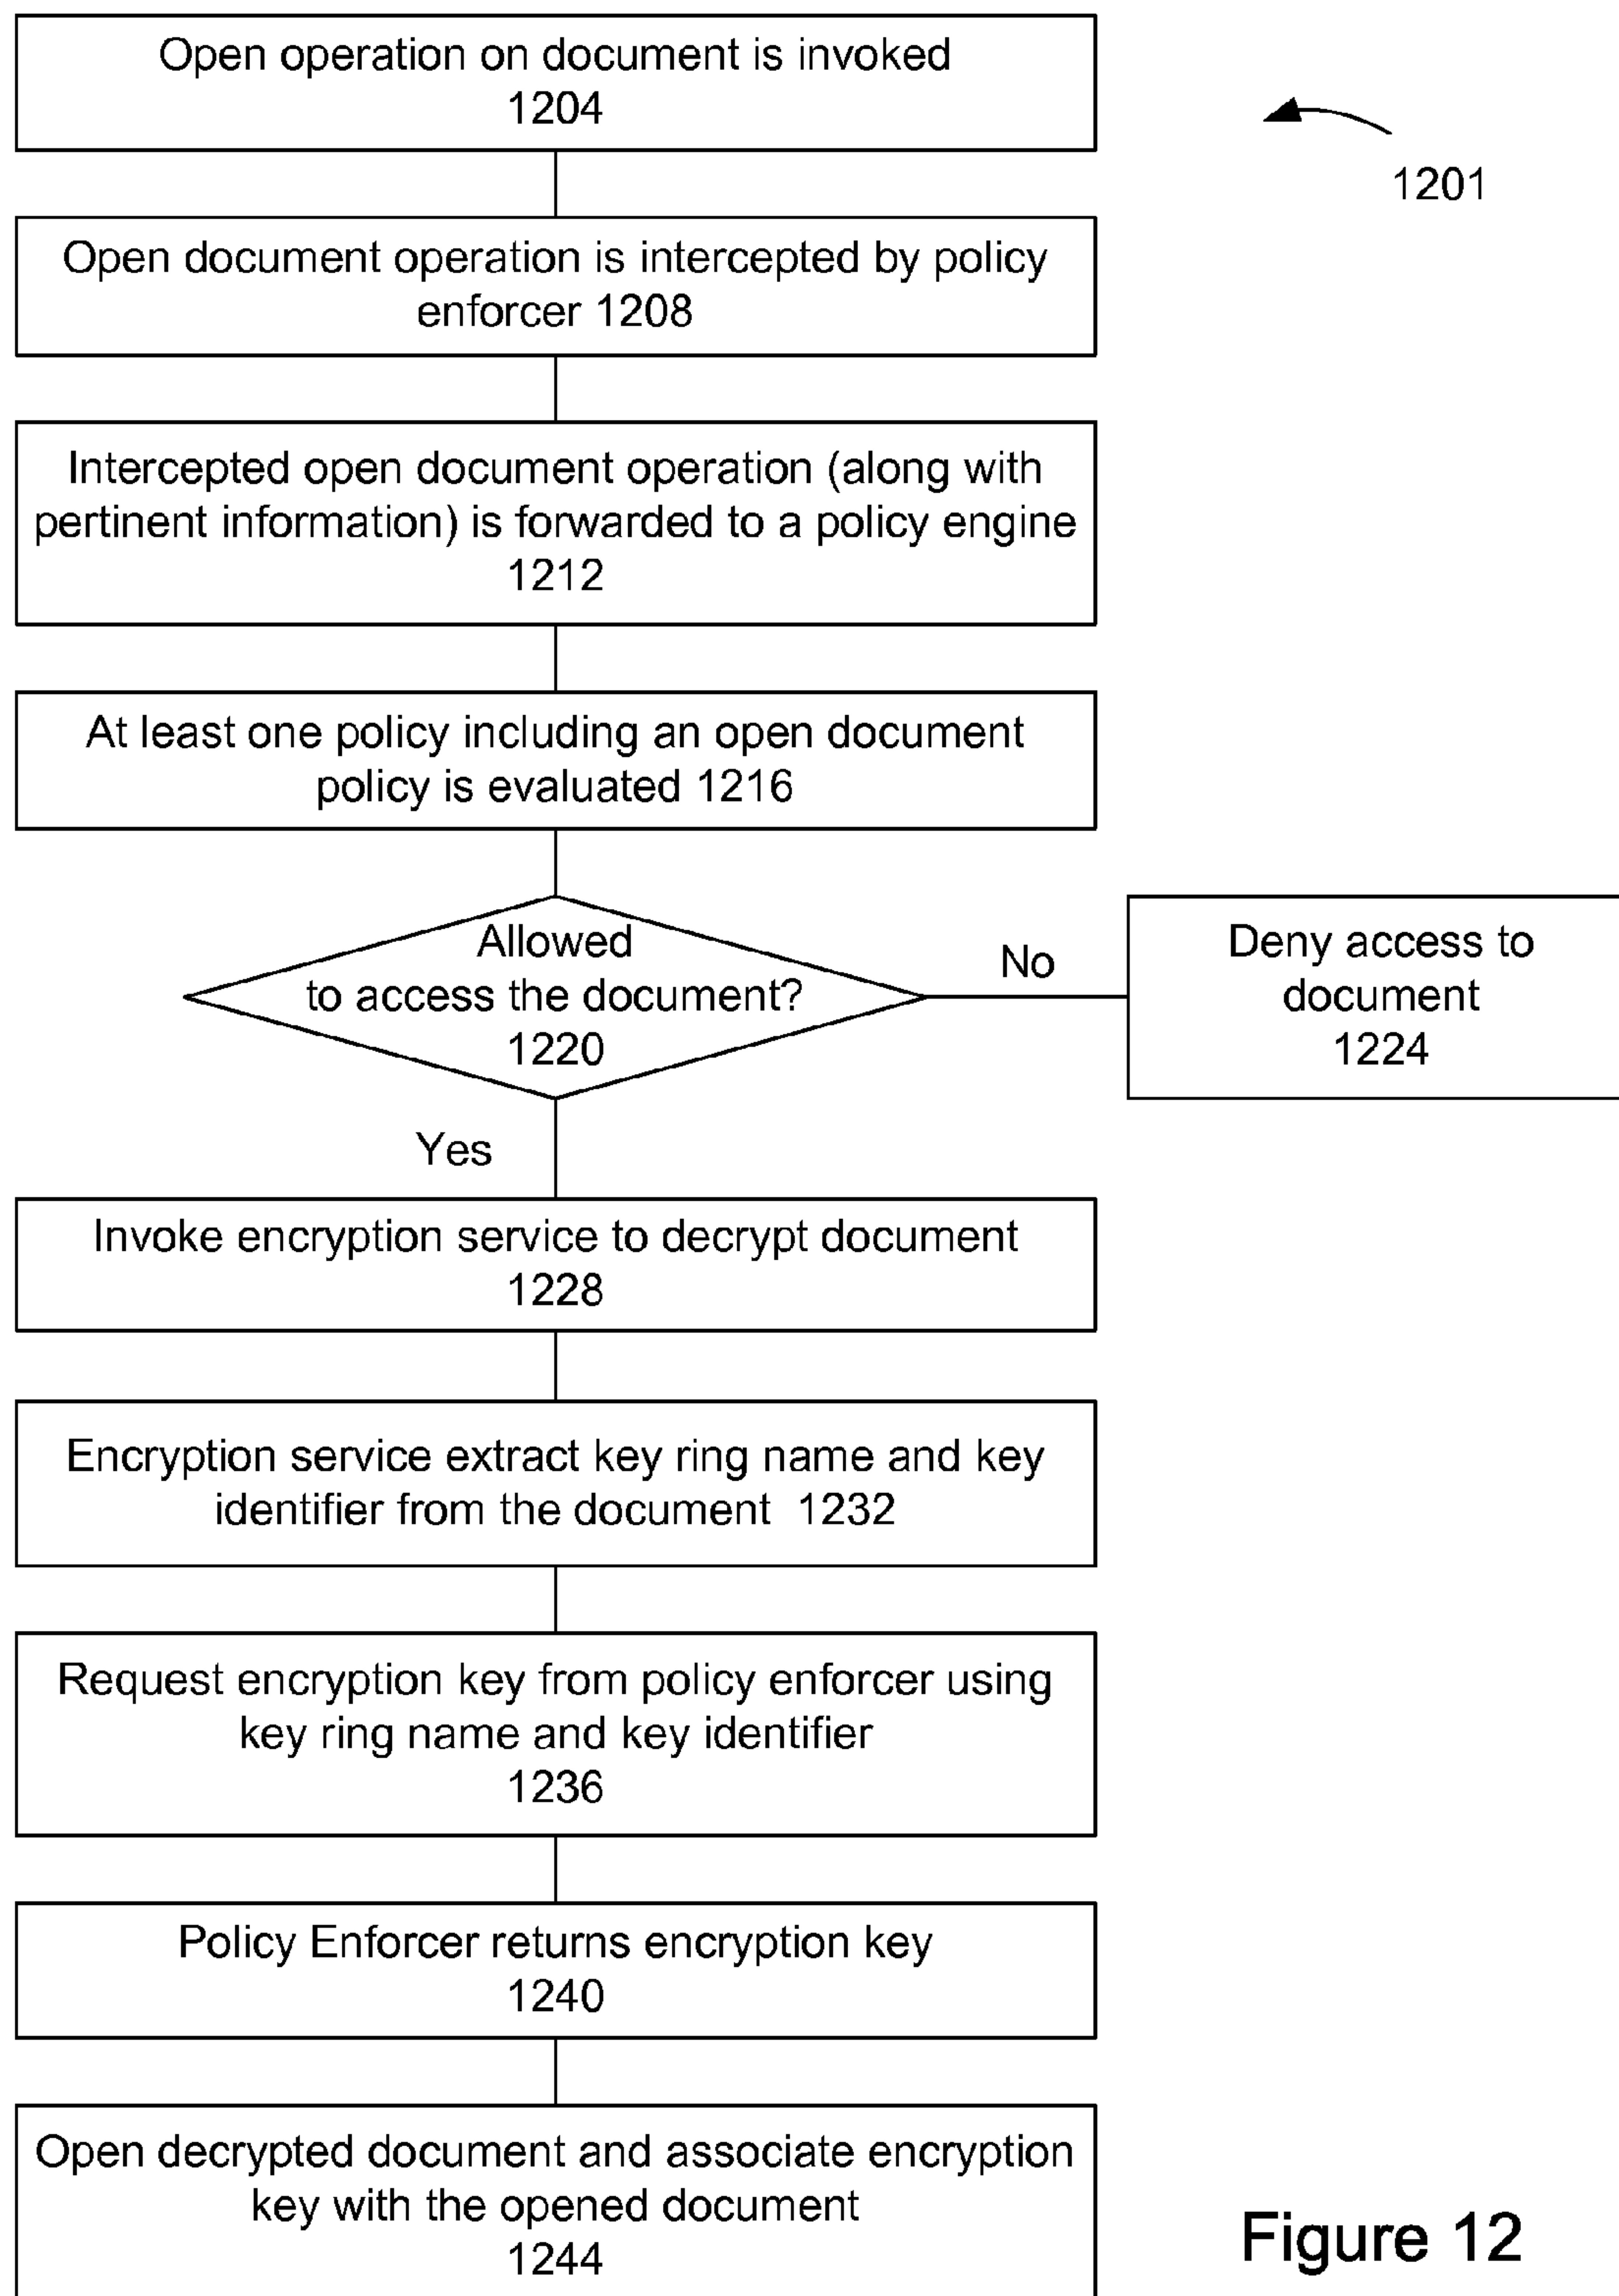 Open operation on document is invoked
1204
1201
Open document operation is intercepted by policy
enforcer 1208
Intercepted open document operation (along with
pertinent information) is forwarded to a policy engine
1212
At least one policy including an open document
policy is evaluated 1216
Allowed
to access the document?
1220
No
Deny access to
document
1224
Yes
Invoke encryption service to decrypt document
1228
Encryption service extract key ring name and key
identifier from the document 1232
Request encryption key from policy enforcer using
key ring name and key identifier
1236
Policy Enforcer returns encryption key
1240
Open decrypted document and associate encryption
key with the opened document
1244
Figure 12